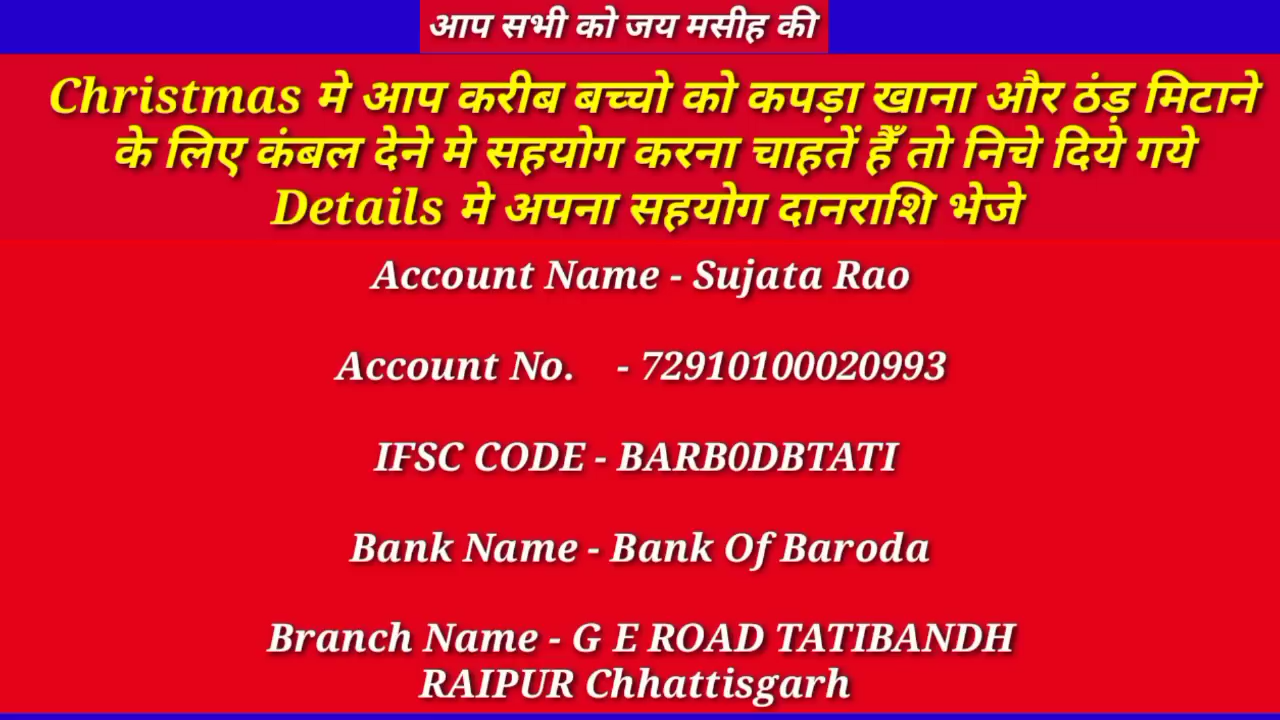 आप सभी को जय मसीह की
Christmas मे आप करीब बच्चो को कपड़ा खाना और ठंड़ मिटाने
के लिए कंबल देने मे सहयोग करना चाहतें हैँ तो निचे दिये गये
Details मे अपना सहयोग दानराशि भेजे
Account Name - Sujata Rao
Account No. - 72910100020993
IFSC CODE - BARB0DBTATI
Bank Name - Bank Of Baroda
Branch Name - G E ROAD TATIBANDH
RAIPUR Chhattisgarh